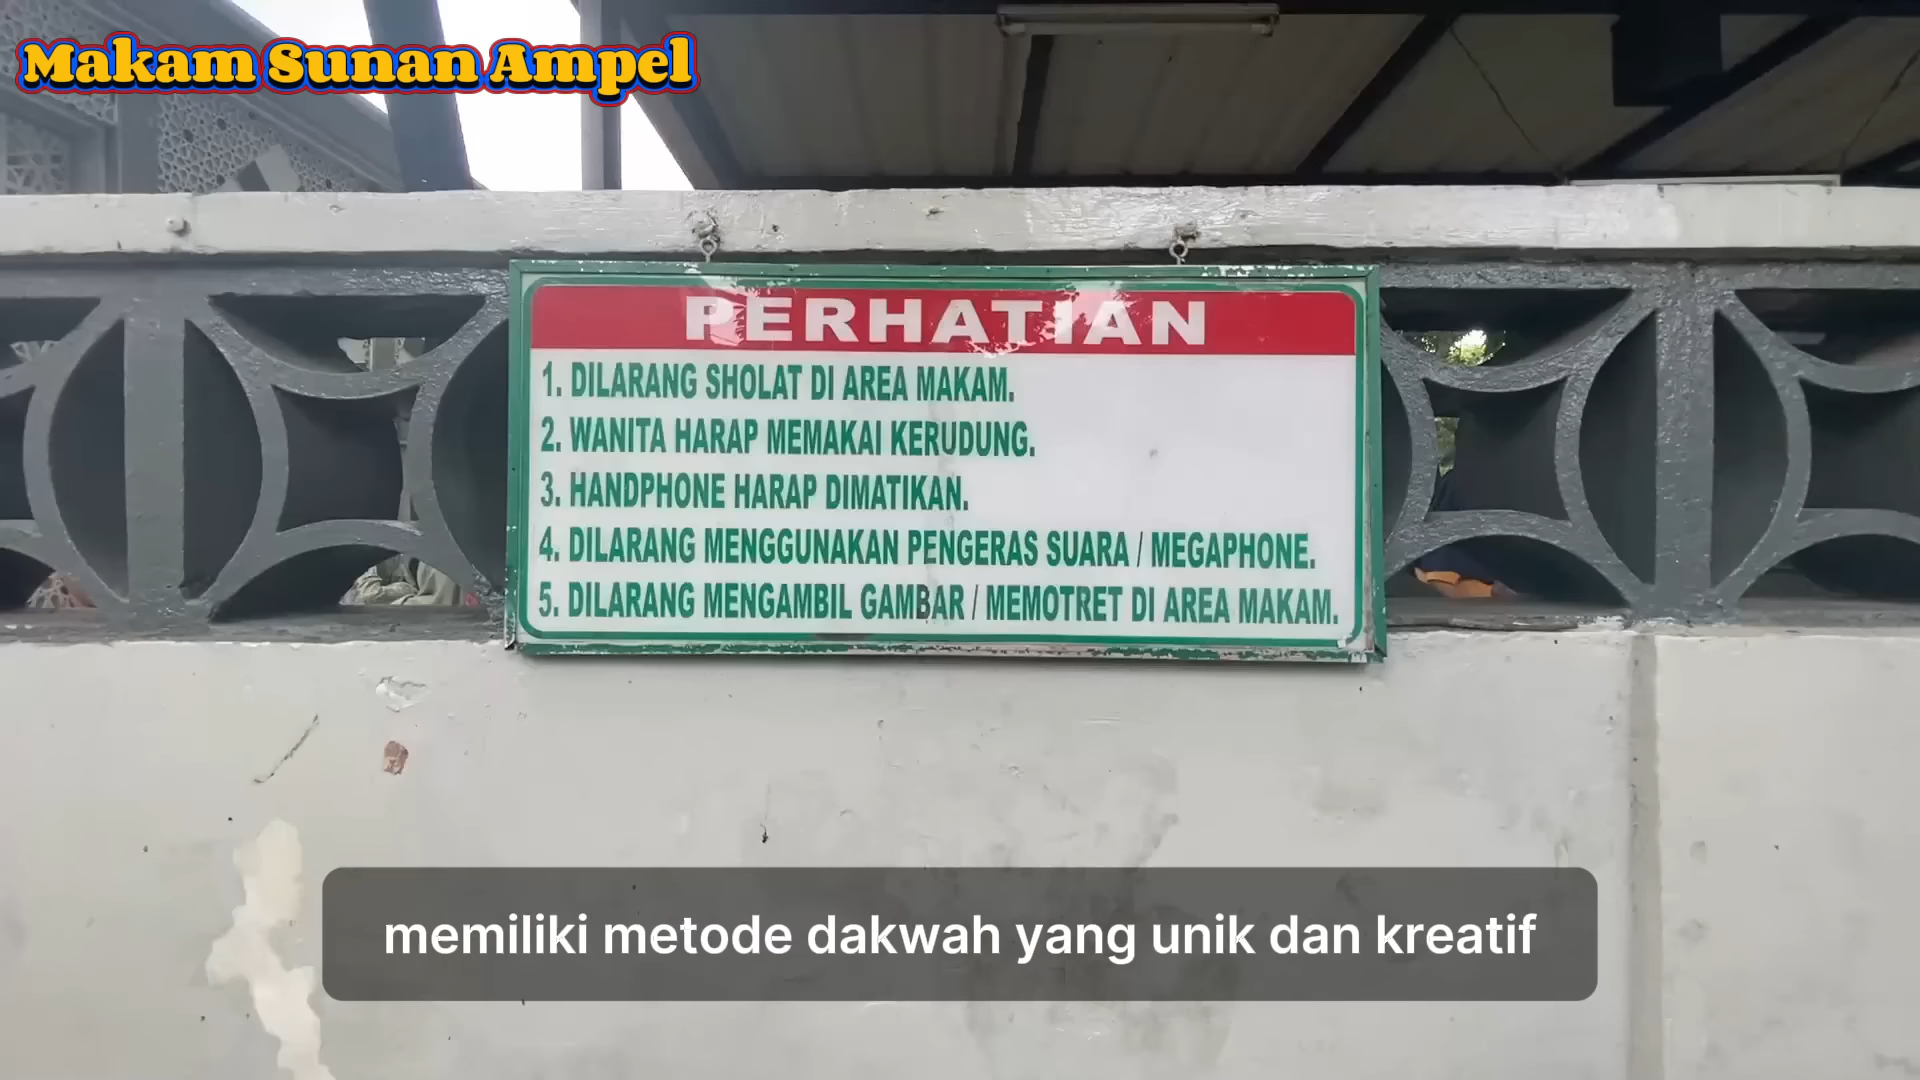 Makam Sunan Ampel
PERHATIAN
1. DILARANG SHOLAT DI AREA MAKAM.
2. WANITA HARAP MEMAKAI KERUDUNG.
3. HANDPHONE HARAP DIMATIKAN.
4. DILARANG MENGGUNAKAN PENGERAS SUARA / MEGAPHONE.
5. DILARANG MENGAMBIL GAMBAR / MEMOTRET DI AREA MAKAM.
memiliki metode dakwah yang unik dan kreatif